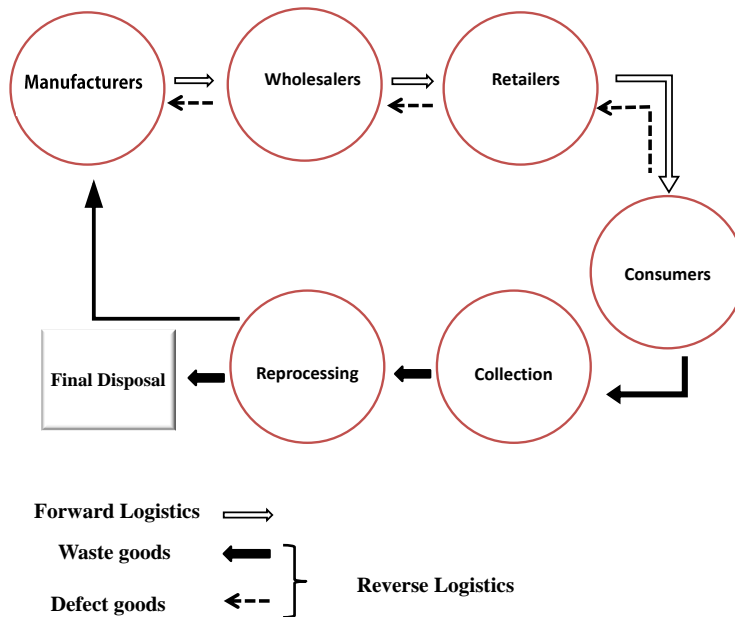 Manufacturers
Wholesalers
Retailers
Consumers
Final Disposal
Reprocessing
Collection
Forward Logistics
Waste goods
Reverse Logistics
Defect goods